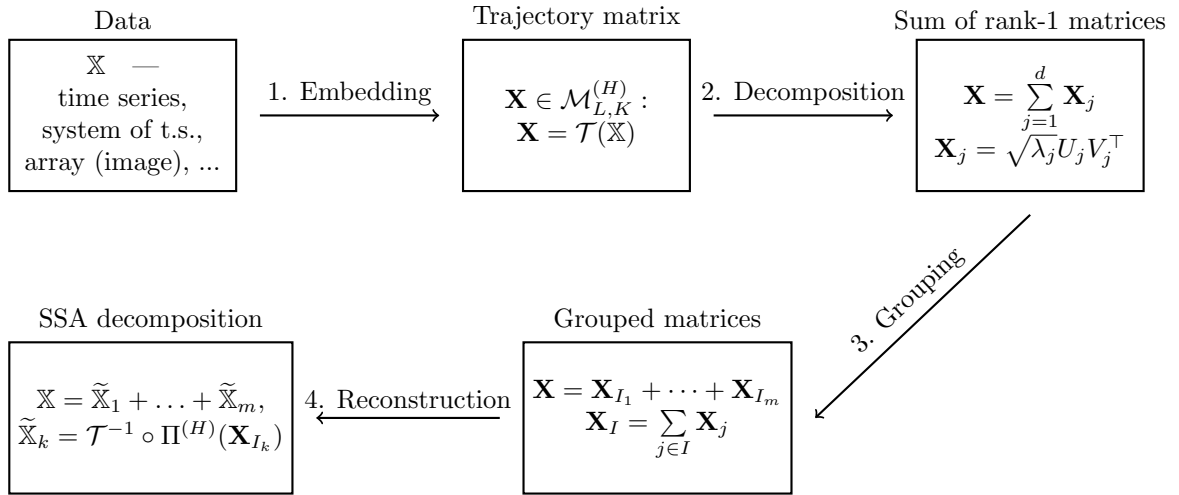 Data
𝕏 —
time series,
system of t.s.,
array (image), ...
1. Embedding
Trajectory matrix
𝐗 ∈ ℳ_{L,K}^{(H)} :
𝐗 = 𝒯(𝕏)
2. Decomposition
Sum of rank-1 matrices
𝐗 = ∑_{j=1}^{d} 𝐗_j
𝐗_j = √λ_j U_j V_j^⊤
3. Grouping
Grouped matrices
𝐗 = 𝐗_{I_1} + ⋯ + 𝐗_{I_m}
𝐗_I = ∑_{j∈I} 𝐗_j
4. Reconstruction
SSA decomposition
𝕏 = 𝕏̃_1 + … + 𝕏̃_m,
𝕏̃_k = 𝒯^{−1} ∘ Π^{(H)}(𝐗_{I_k})